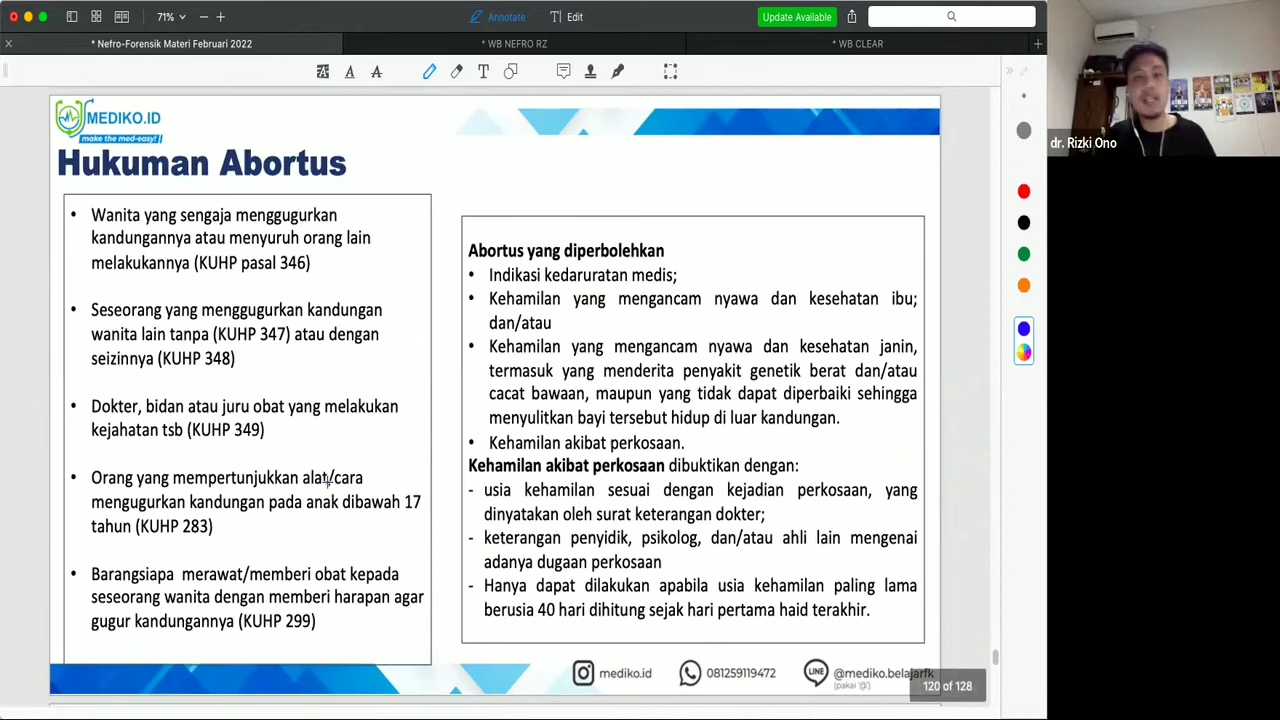 71%
Annotate
Edit
Update Available
* Nefro-Forensik Materi Februari 2022
* WB NEFRO RZ
* WB CLEAR
MEDIKO.ID
make the med-easy!
Hukuman Abortus
• Wanita yang sengaja menggugurkan
kandungannya atau menyuruh orang lain
melakukannya (KUHP pasal 346)
• Seseorang yang menggugurkan kandungan
wanita lain tanpa (KUHP 347) atau dengan
seizinnya (KUHP 348)
• Dokter, bidan atau juru obat yang melakukan
kejahatan tsb (KUHP 349)
• Orang yang mempertunjukkan alat/cara
mengugurkan kandungan pada anak dibawah 17
tahun (KUHP 283)
• Barangsiapa merawat/memberi obat kepada
seseorang wanita dengan memberi harapan agar
gugur kandungannya (KUHP 299)
Abortus yang diperbolehkan
• Indikasi kedaruratan medis;
• Kehamilan yang mengancam nyawa dan kesehatan ibu;
dan/atau
• Kehamilan yang mengancam nyawa dan kesehatan janin,
termasuk yang menderita penyakit genetik berat dan/atau
cacat bawaan, maupun yang tidak dapat diperbaiki sehingga
menyulitkan bayi tersebut hidup di luar kandungan.
• Kehamilan akibat perkosaan.
Kehamilan akibat perkosaan dibuktikan dengan:
- usia kehamilan sesuai dengan kejadian perkosaan, yang
dinyatakan oleh surat keterangan dokter;
- keterangan penyidik, psikolog, dan/atau ahli lain mengenai
adanya dugaan perkosaan
- Hanya dapat dilakukan apabila usia kehamilan paling lama
berusia 40 hari dihitung sejak hari pertama haid terakhir.
mediko.id
081259119472
LINE
@mediko.belajarfk
(pakai '@')
120 of 128
dr. Rizki Ono